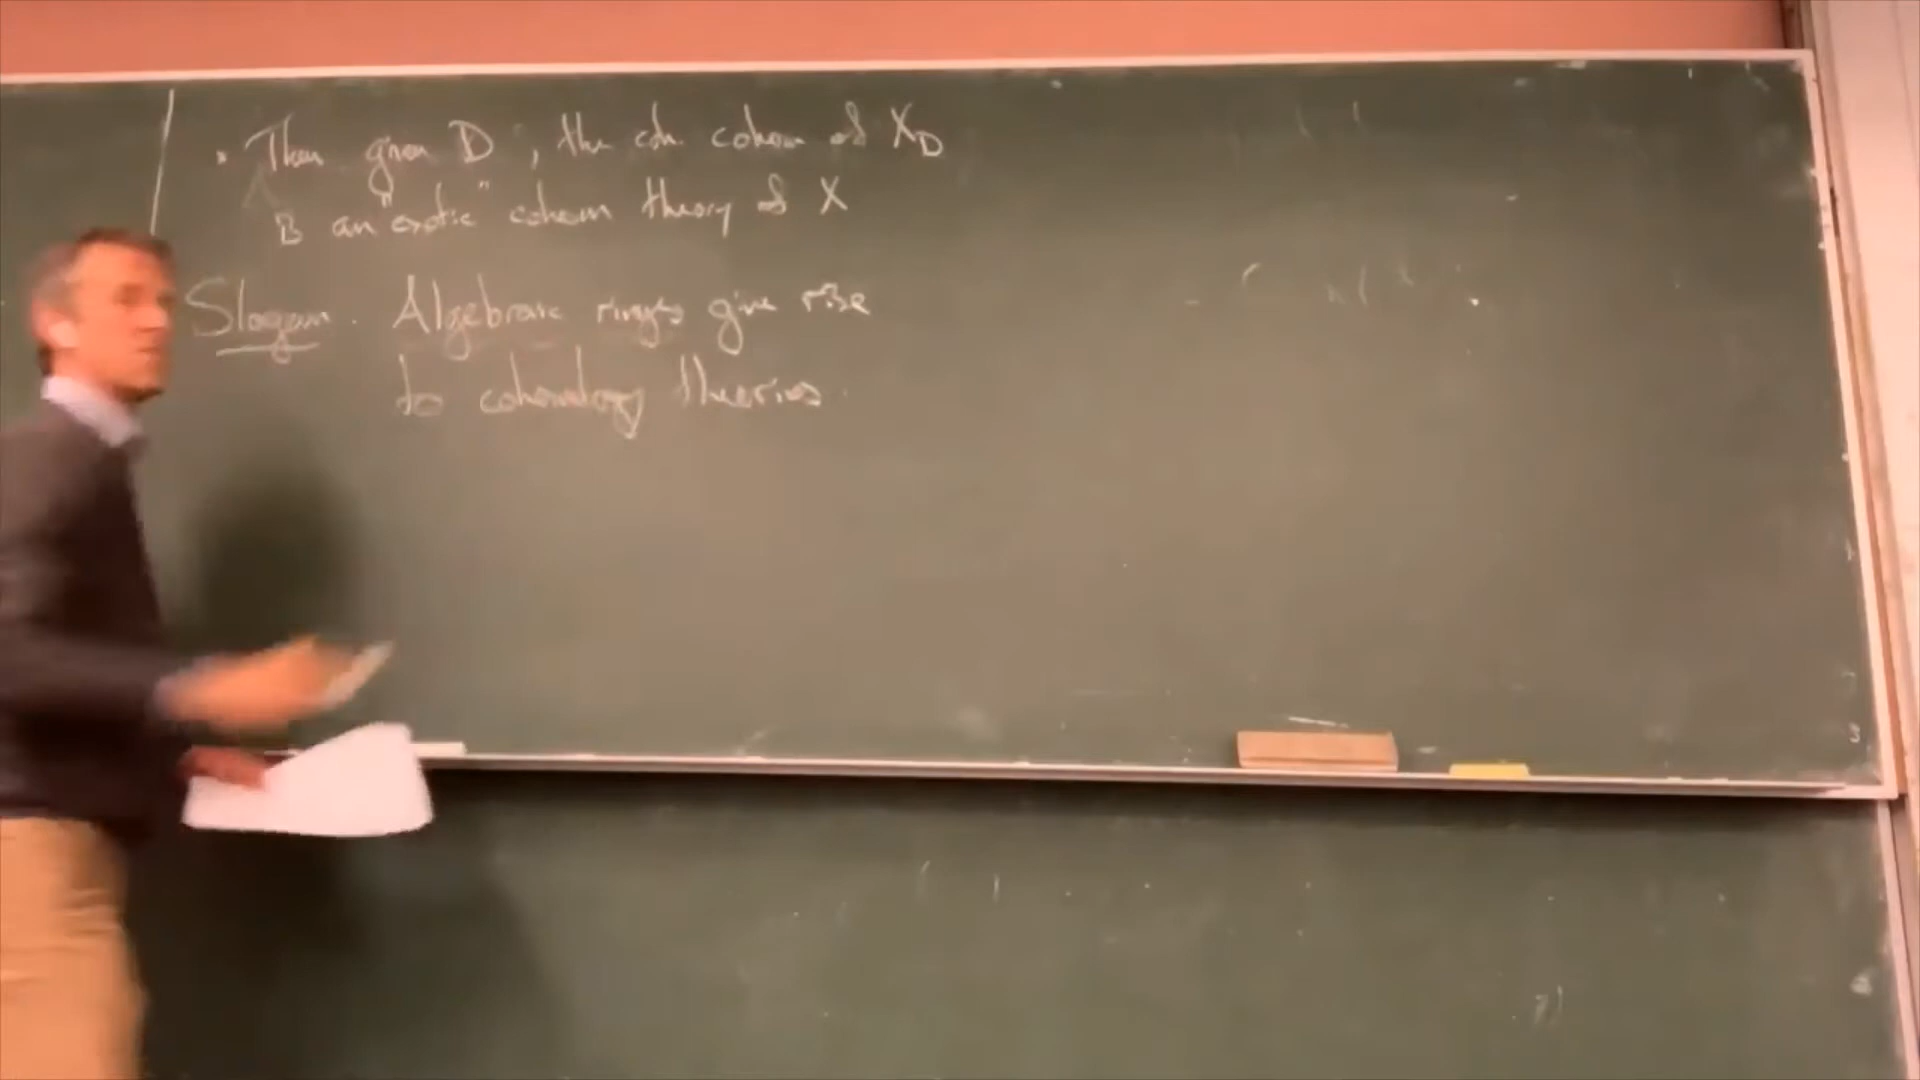 • Then given D, the coh. cohom of X_D
is an "exotic" cohom theory of X
Slogan. Algebraic rings give rise
to cohomology theories.